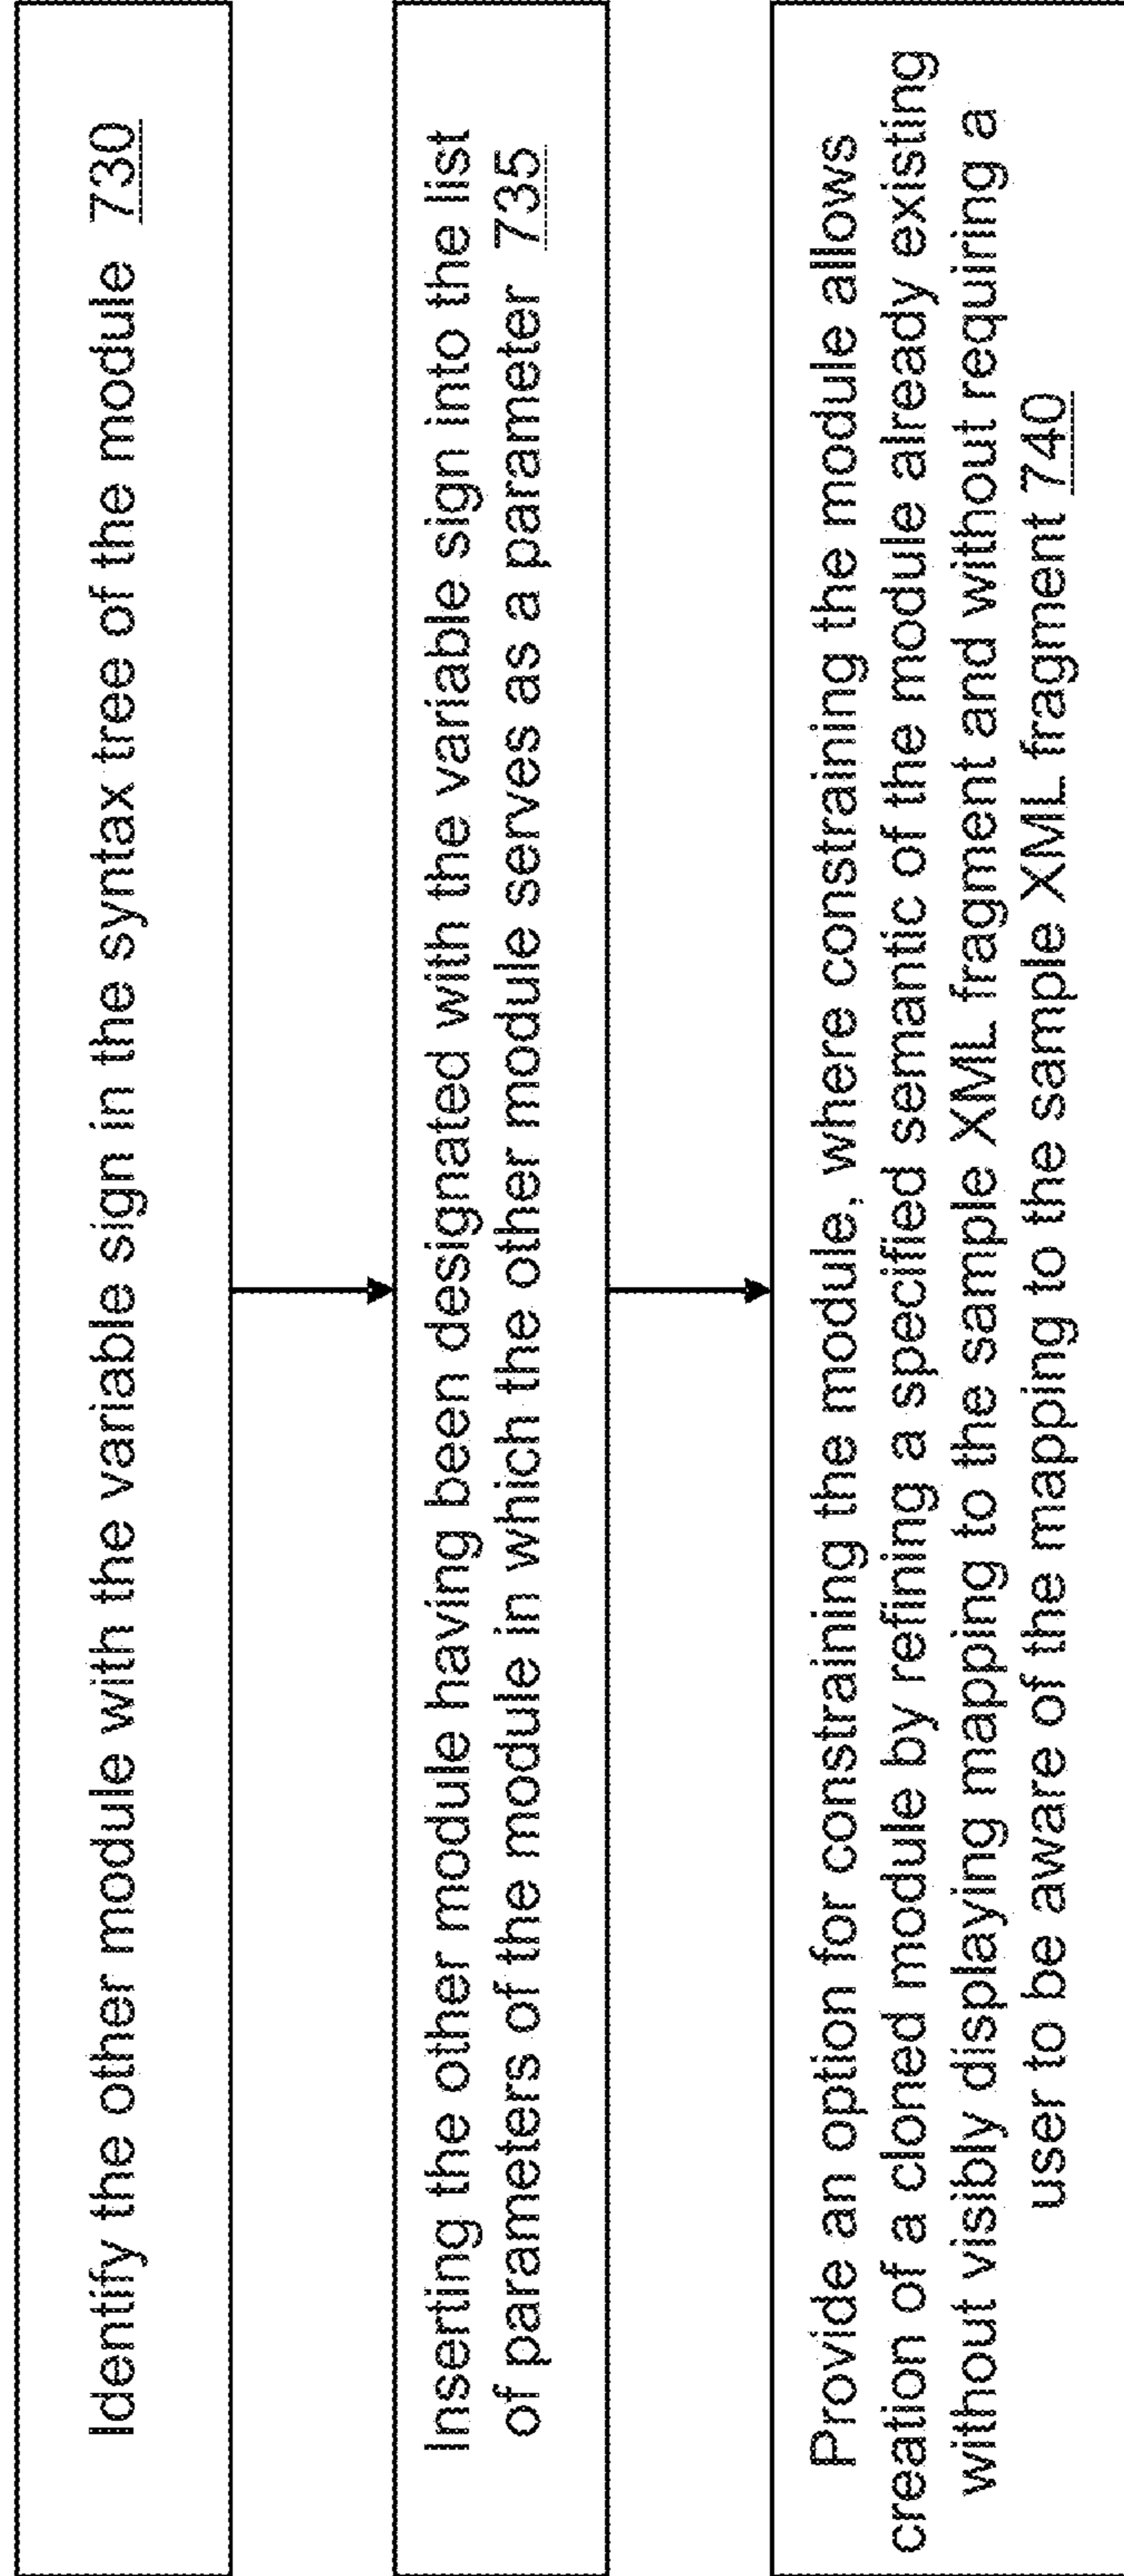 Identify the other module with the variable sign in the syntax tree of the module 730
Inserting the other module having been designated with the variable sign into the list
of parameters of the module in which the other module serves as a parameter 735
Provide an option for constraining the module, where constraining the module allows
creation of a cloned module by refining a specified semantic of the module already existing
without visibly displaying mapping to the sample XML fragment and without requiring a
user to be aware of the mapping to the sample XML fragment 740